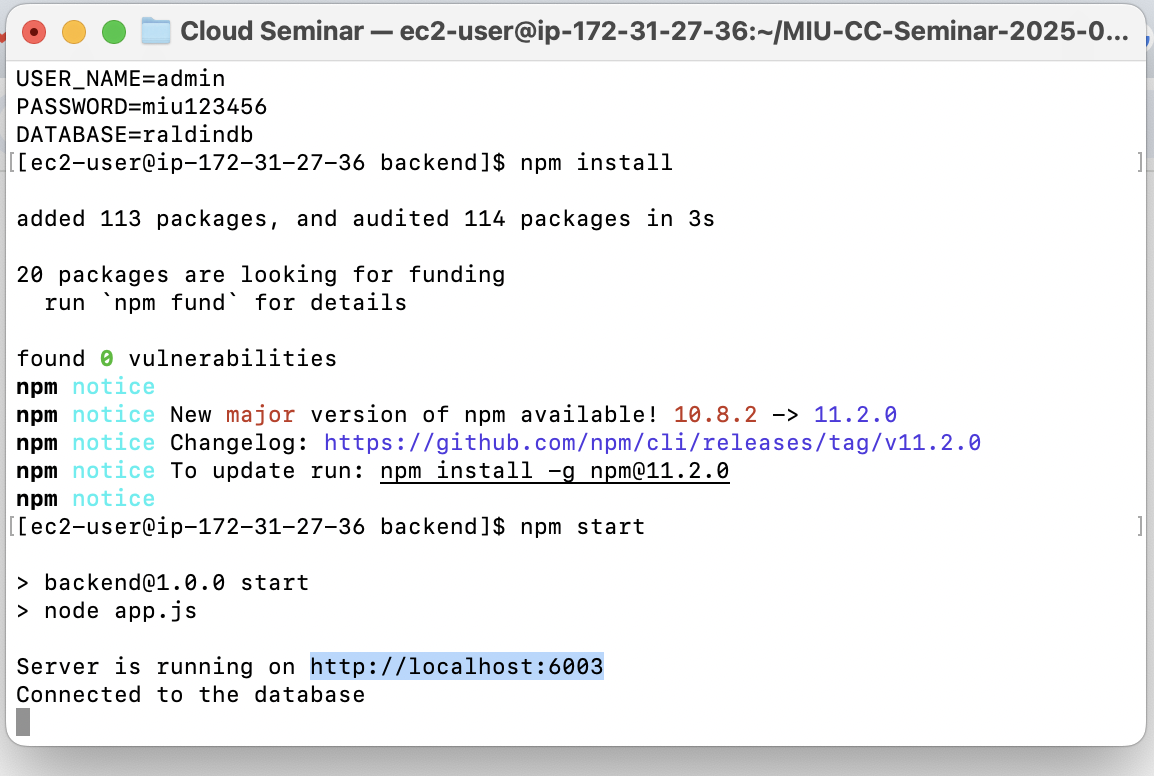 Cloud Seminar — ec2-user@ip-172-31-27-36:~/MIU-CC-Seminar-2025-0...
USER_NAME=admin
PASSWORD=miu123456
DATABASE=raldindb
[[ec2-user@ip-172-31-27-36 backend]$ npm install ]
added 113 packages, and audited 114 packages in 3s
20 packages are looking for funding
  run `npm fund` for details
found 0 vulnerabilities
npm notice
npm notice New major version of npm available! 10.8.2 -> 11.2.0
npm notice Changelog: https://github.com/npm/cli/releases/tag/v11.2.0
npm notice To update run: npm install -g npm@11.2.0
npm notice
[[ec2-user@ip-172-31-27-36 backend]$ npm start ]
> backend@1.0.0 start
> node app.js
Server is running on http://localhost:6003
Connected to the database